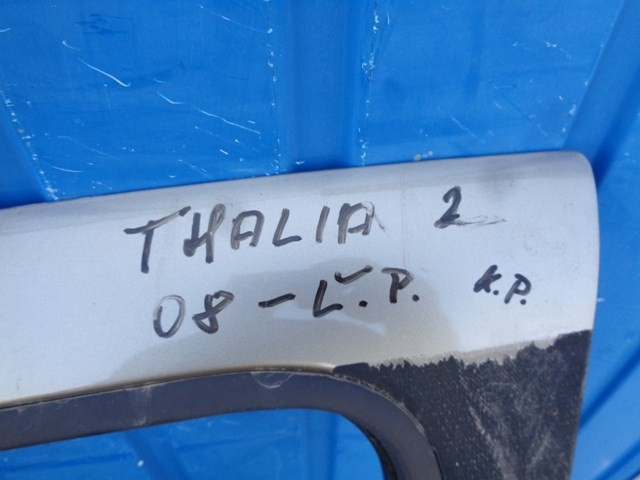 THALIA 2
08 - Ľ.P. K.P.